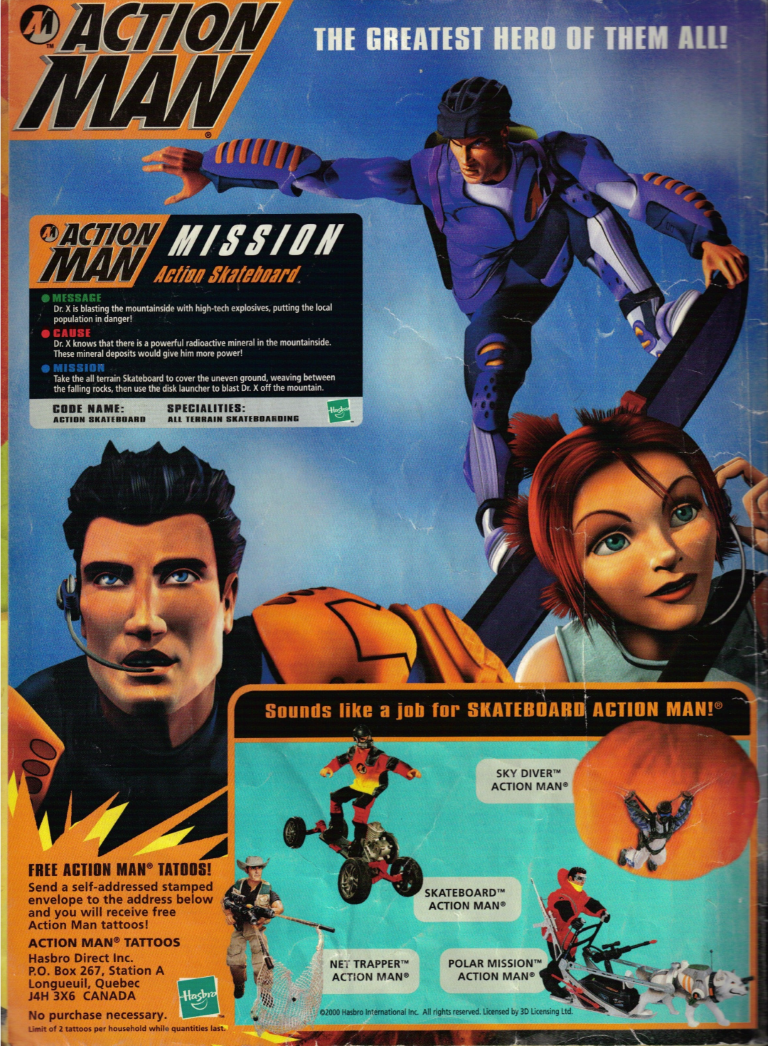 ACTION
MAN®
™
THE GREATEST HERO OF THEM ALL!
ACTION
MAN
MISSION
Action Skateboard
MESSAGE
Dr. X is blasting the mountainside with high-tech explosives, putting the local
population in danger!
CAUSE
Dr. X knows that there is a powerful radioactive mineral in the mountainside.
These mineral deposits would give him more power!
MISSION
Take the all terrain Skateboard to cover the uneven ground, weaving between
the falling rocks, then use the disk launcher to blast Dr. X off the mountain.
CODE NAME:
ACTION SKATEBOARD
SPECIALITIES:
ALL TERRAIN SKATEBOARDING
Hasbro
Sounds like a job for SKATEBOARD ACTION MAN!®
SKY DIVER™
ACTION MAN®
SKATEBOARD™
ACTION MAN®
NET TRAPPER™
ACTION MAN®
POLAR MISSION™
ACTION MAN®
©2000 Hasbro International Inc. All rights reserved. Licensed by 3D Licensing Ltd.
FREE ACTION MAN® TATOOS!
Send a self-addressed stamped
envelope to the address below
and you will receive free
Action Man tattoos!
ACTION MAN® TATTOOS
Hasbro Direct Inc.
P.O. Box 267, Station A
Longueuil, Quebec
J4H 3X6 CANADA
Hasbro
No purchase necessary.
Limit of 2 tattoos per household while quantities last.